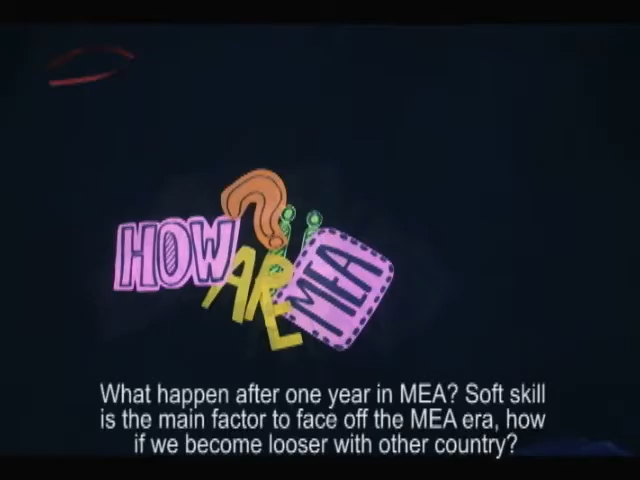 HOW
ARE
MEA
?
What happen after one year in MEA? Soft skill
is the main factor to face off the MEA era, how
if we become looser with other country?